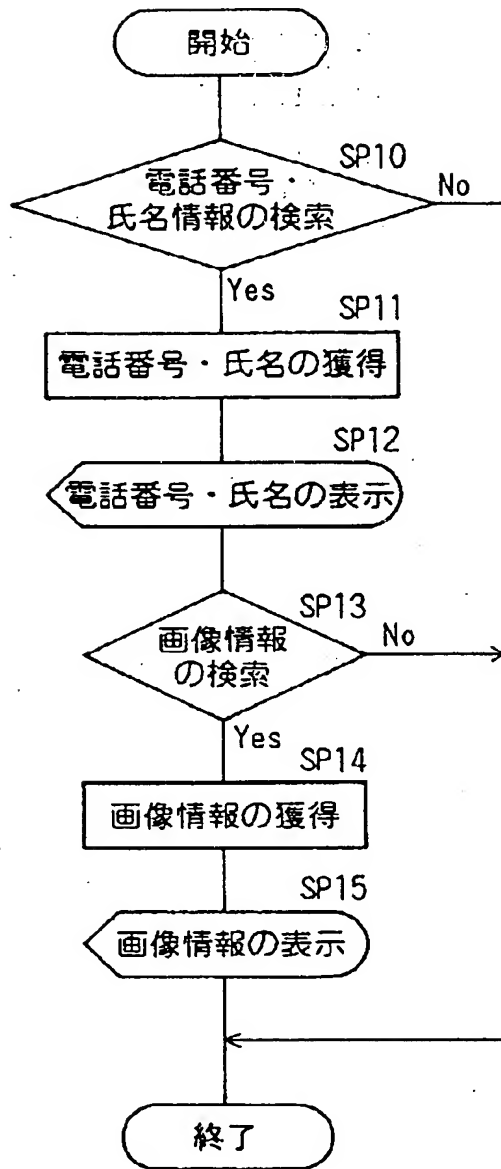 開始
SP10
電話番号・
氏名情報の検索
No
Yes
SP11
電話番号・氏名の獲得
SP12
電話番号・氏名の表示
SP13
画像情報
の検索
No
Yes
SP14
画像情報の獲得
SP15
画像情報の表示
終了